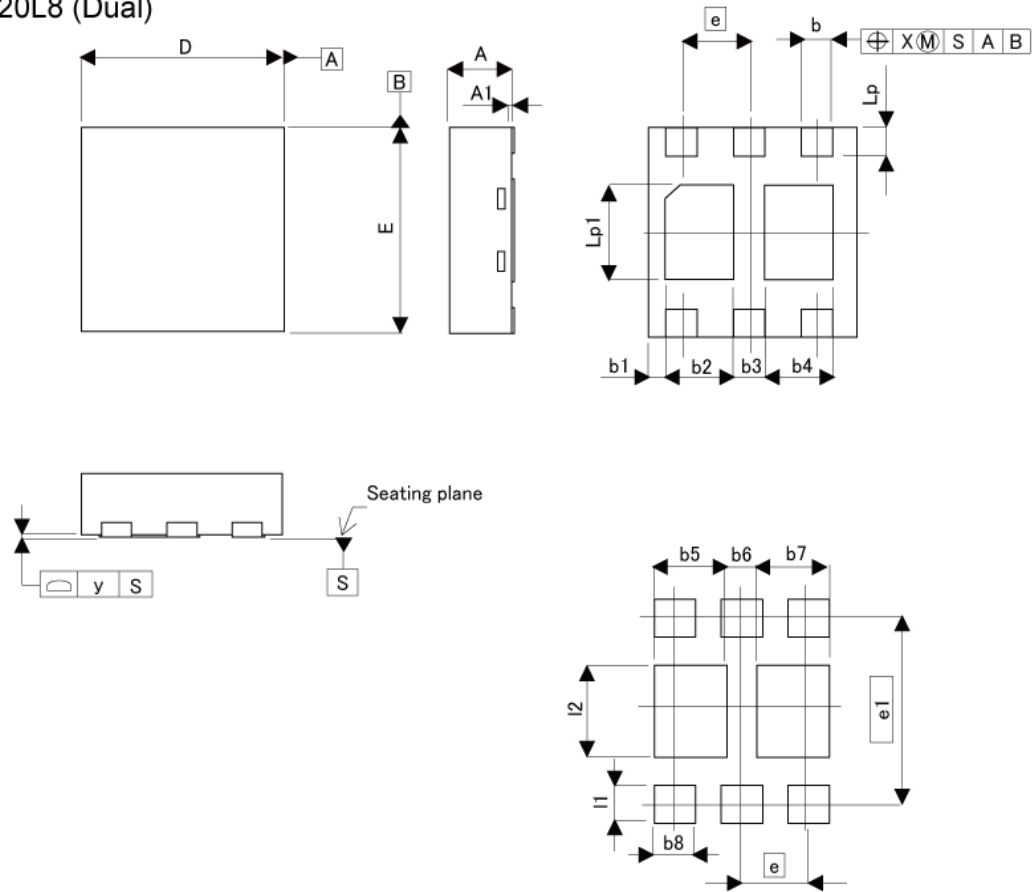 20L8 (Dual)
D
A
A
A1
B
E
e
b
X Ⓜ S A B
Lp
Lp1
b1
b2
b3
b4
Seating plane
y S
S
b5
b6
b7
l2
e1
l1
b8
e